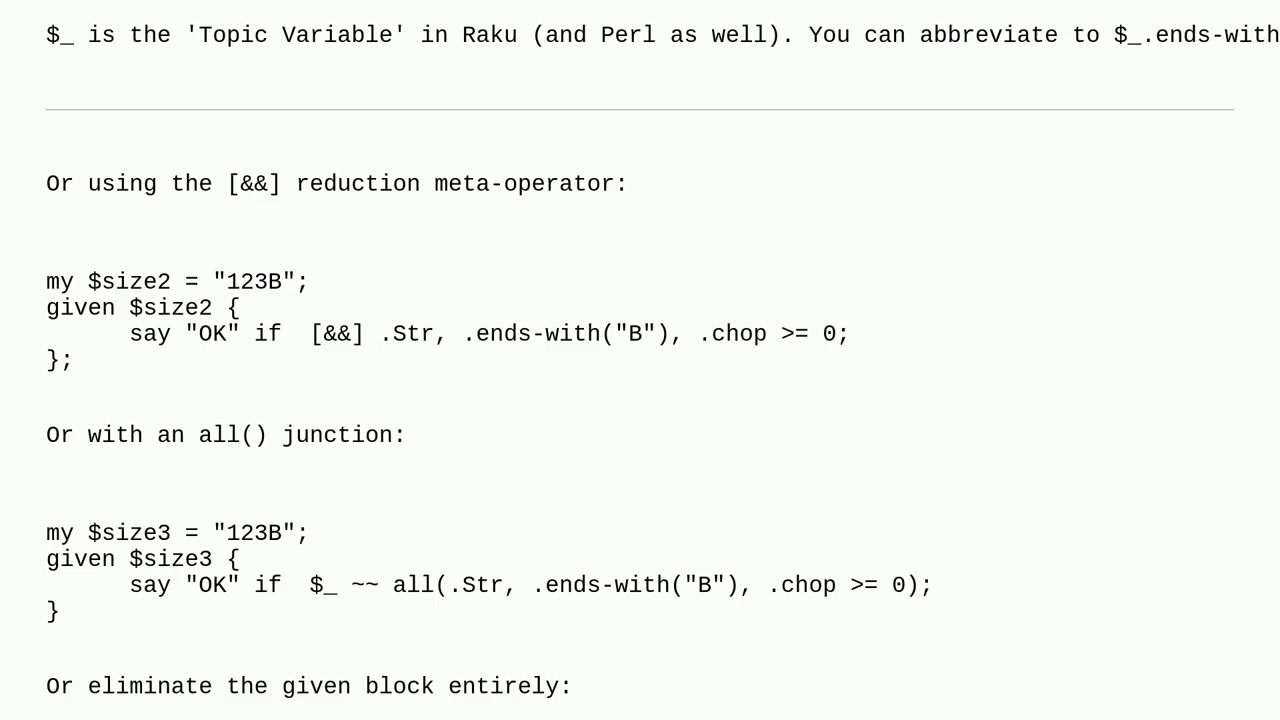 $_ is the 'Topic Variable' in Raku (and Perl as well). You can abbreviate to $_.ends-with
Or using the [&&] reduction meta-operator:
my $size2 = "123B";
given $size2 {
      say "OK" if  [&&] .Str, .ends-with("B"), .chop >= 0;
};
Or with an all() junction:
my $size3 = "123B";
given $size3 {
      say "OK" if  $_ ~~ all(.Str, .ends-with("B"), .chop >= 0);
}
Or eliminate the given block entirely: